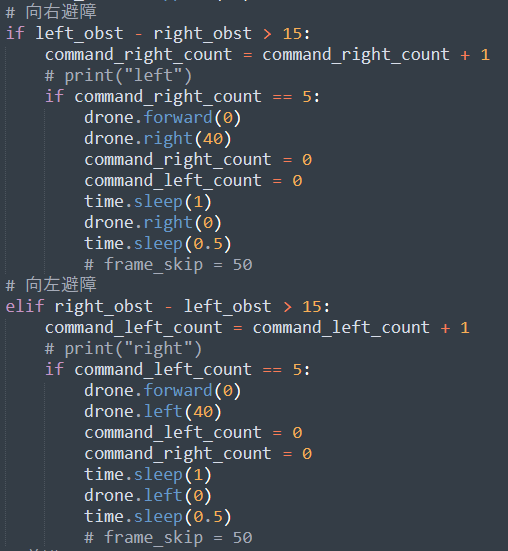 # 向右避障
if left_obst - right_obst > 15:
    command_right_count = command_right_count + 1
    # print("left")
    if command_right_count == 5:
        drone.forward(0)
        drone.right(40)
        command_right_count = 0
        command_left_count = 0
        time.sleep(1)
        drone.right(0)
        time.sleep(0.5)
        # frame_skip = 50
# 向左避障
elif right_obst - left_obst > 15:
    command_left_count = command_left_count + 1
    # print("right")
    if command_left_count == 5:
        drone.forward(0)
        drone.left(40)
        command_left_count = 0
        command_right_count = 0
        time.sleep(1)
        drone.left(0)
        time.sleep(0.5)
        # frame_skip = 50